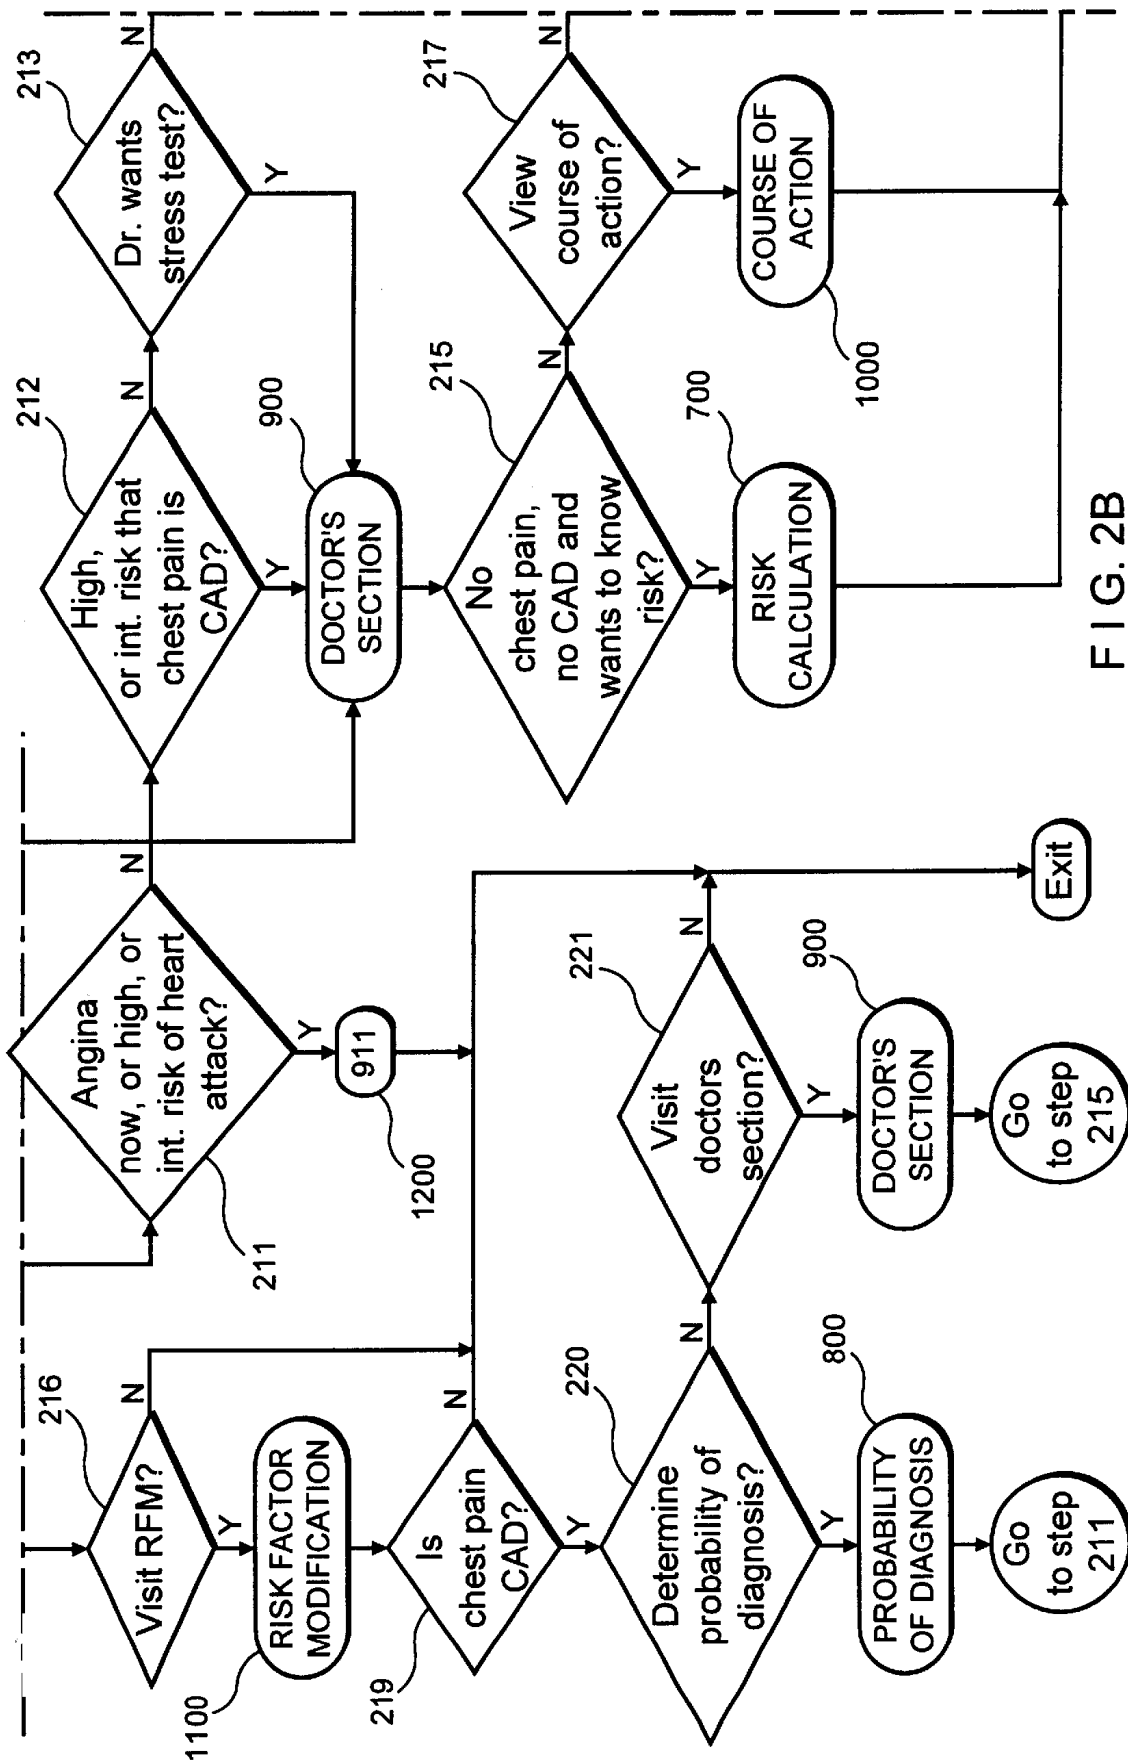 216
Visit RFM?
N
Y
RISK FACTOR
MODIFICATION
1100
Is
chest pain
CAD?
219
N
Y
Determine
probability of
diagnosis?
220
N
Y
PROBABILITY
OF DIAGNOSIS
800
Go
to step
211
Angina
now, or high, or
int. risk of heart
attack?
211
N
Y
911
1200
Visit
doctors
section?
221
N
Y
DOCTOR'S
SECTION
900
Go
to step
215
Exit
High,
or int. risk that
chest pain is
CAD?
212
N
Y
DOCTOR'S
SECTION
900
Dr. wants
stress test?
213
N
Y
No
chest pain,
no CAD and
wants to know
risk?
215
N
Y
RISK
CALCULATION
700
View
course of
action?
217
N
Y
COURSE OF
ACTION
1000
FIG. 2B